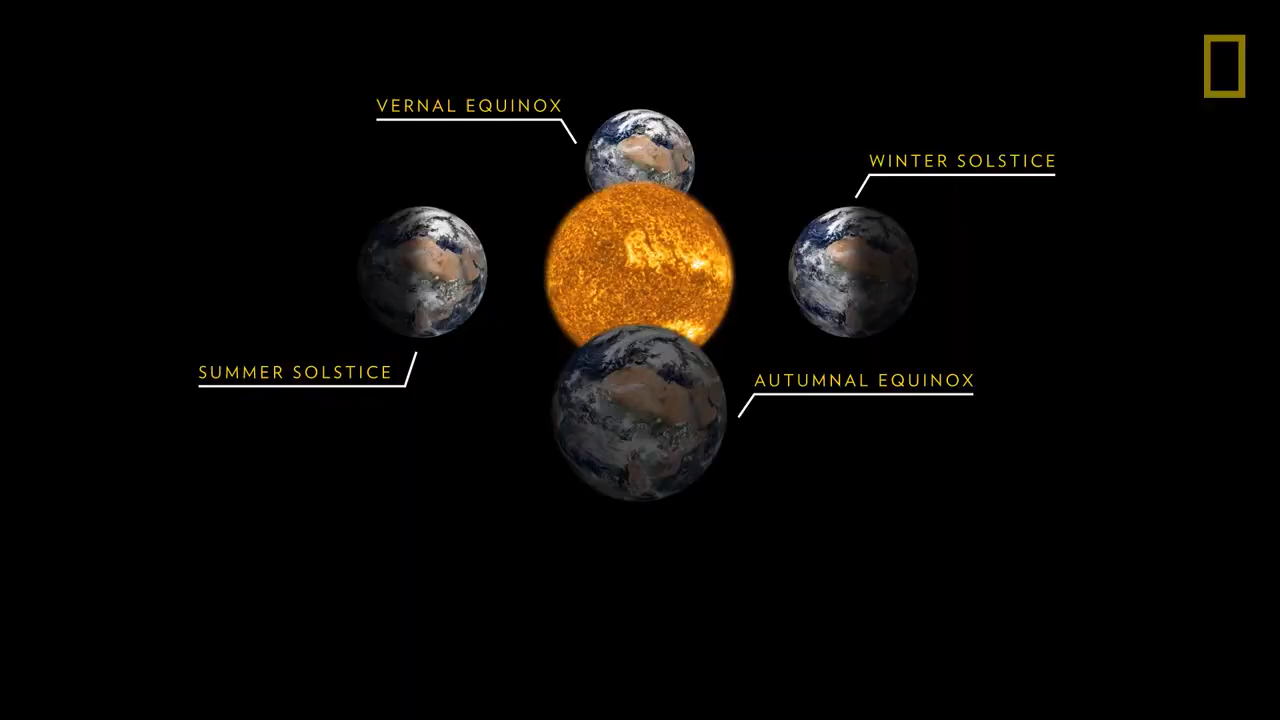 VERNAL EQUINOX
WINTER SOLSTICE
SUMMER SOLSTICE
AUTUMNAL EQUINOX